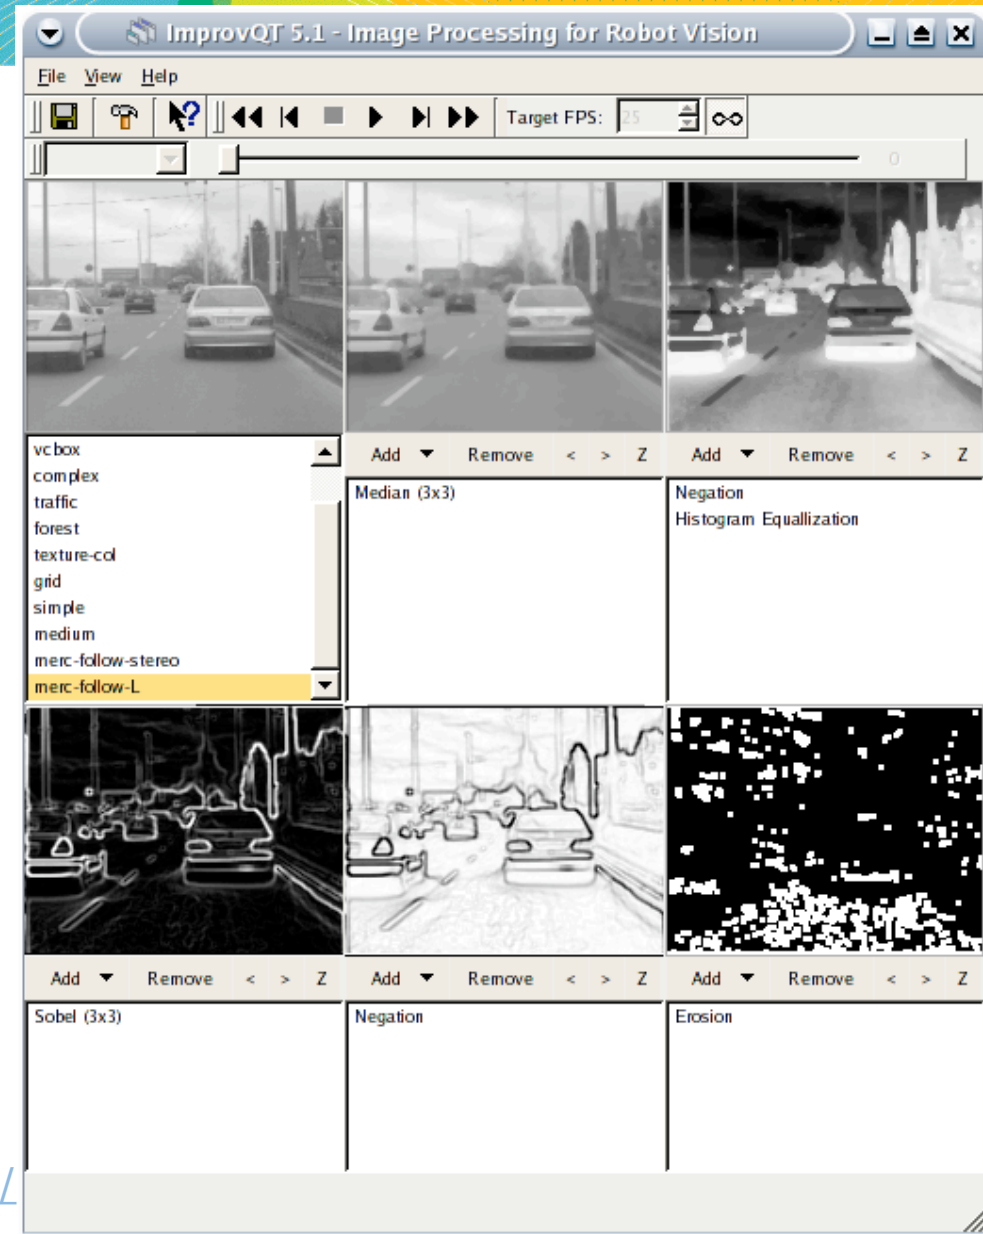 ImprovQT 5.1 - Image Processing for Robot Vision
File View Help
Target FPS: 25
0
vcbox
complex
traffic
forest
texture-col
grid
simple
medium
merc-follow-stereo
merc-follow-L
Add Remove < > Z
Median (3x3)
Add Remove < > Z
Negation
Histogram Equallization
Add Remove < > Z
Sobel (3x3)
Add Remove < > Z
Negation
Add Remove < > Z
Erosion